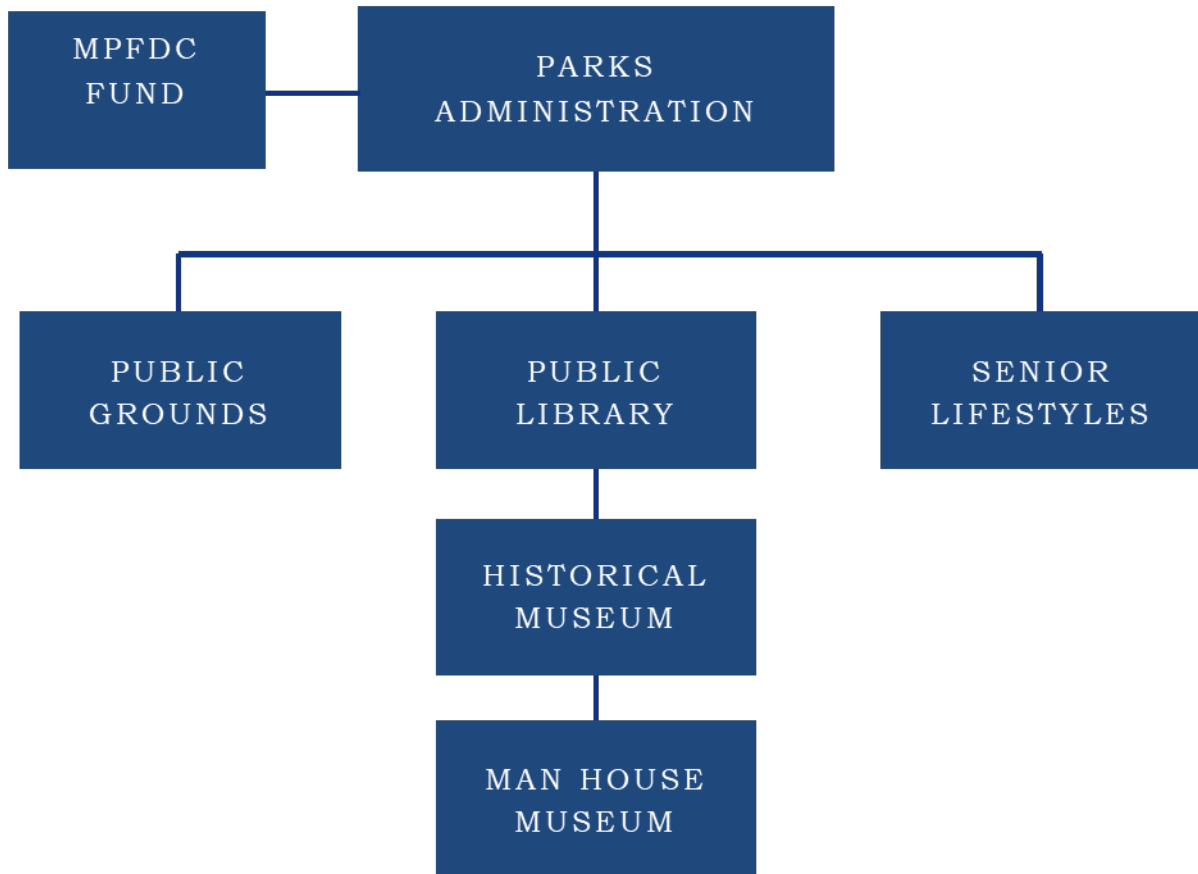 MPFDC
FUND
PARKS
ADMINISTRATION
PUBLIC
GROUNDS
PUBLIC
LIBRARY
SENIOR
LIFESTYLES
HISTORICAL
MUSEUM
MAN HOUSE
MUSEUM